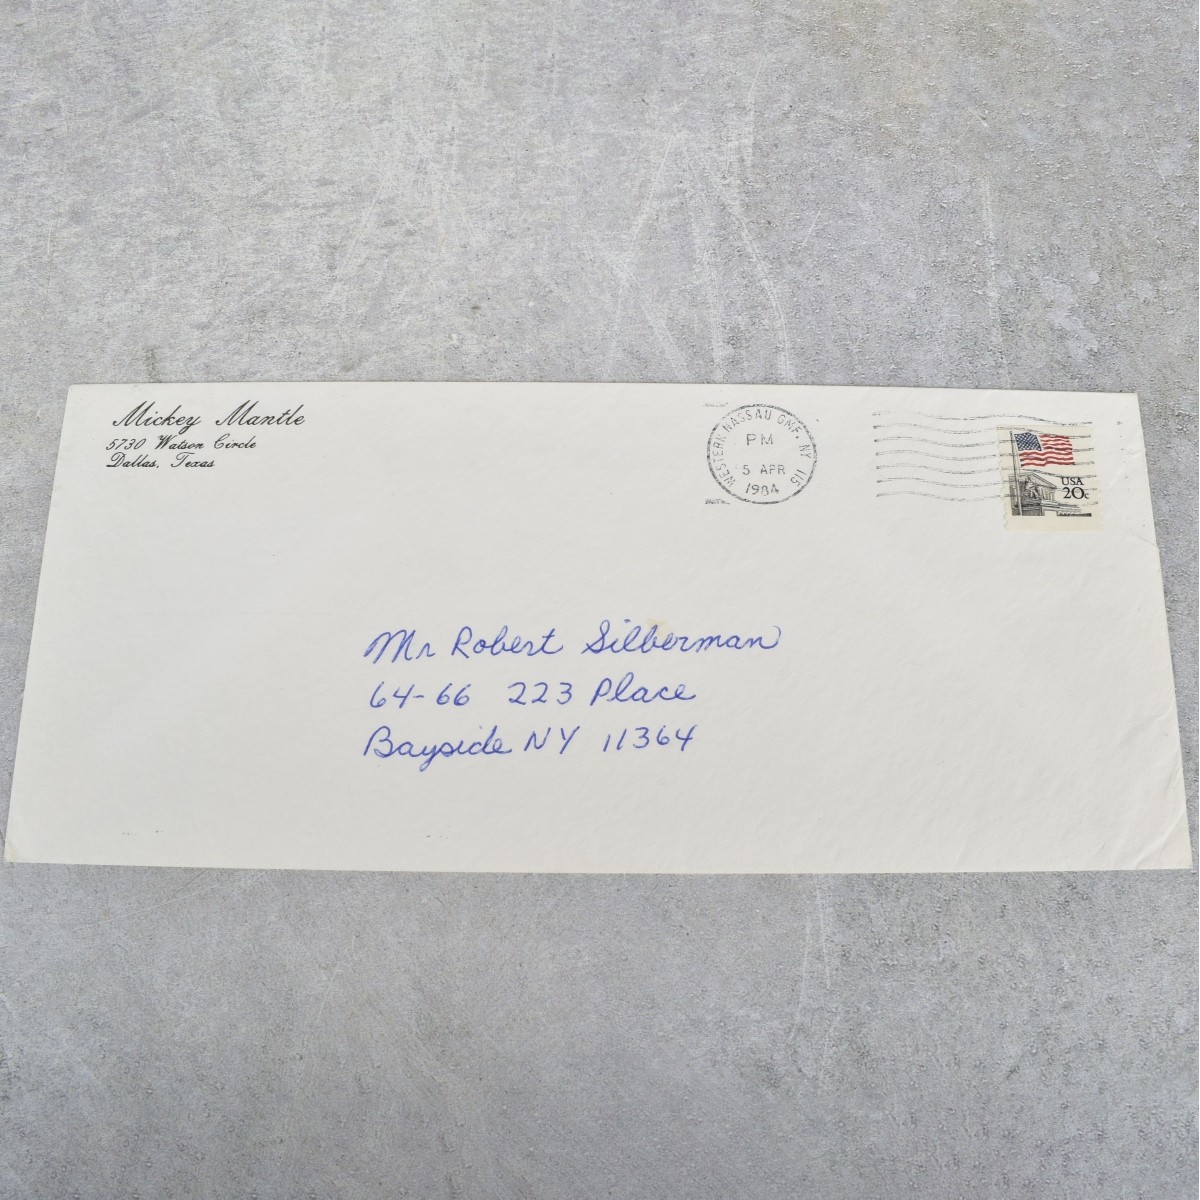 Mickey Mantle
5730 Watson Circle
Dallas, Texas
WESTERN NASSAU GMF. NY 115
PM
5 APR
1984
USA
20c
Mr Robert Silberman
64-66 223 Place
Bayside NY 11364